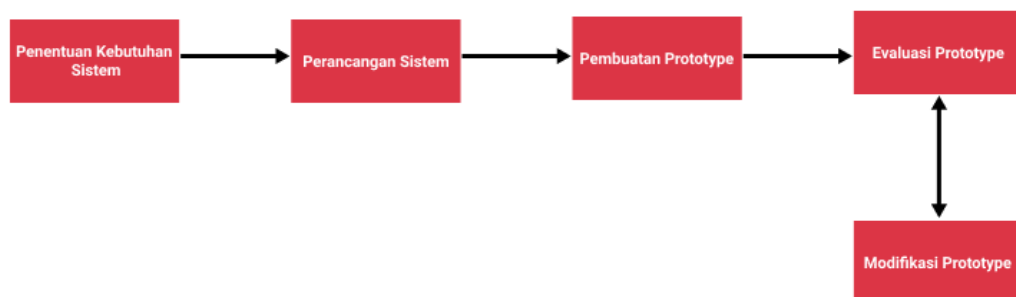 Penentuan Kebutuhan
Sistem
Perancangan Sistem
Pembuatan Prototype
Evaluasi Prototype
Modifikasi Prototype